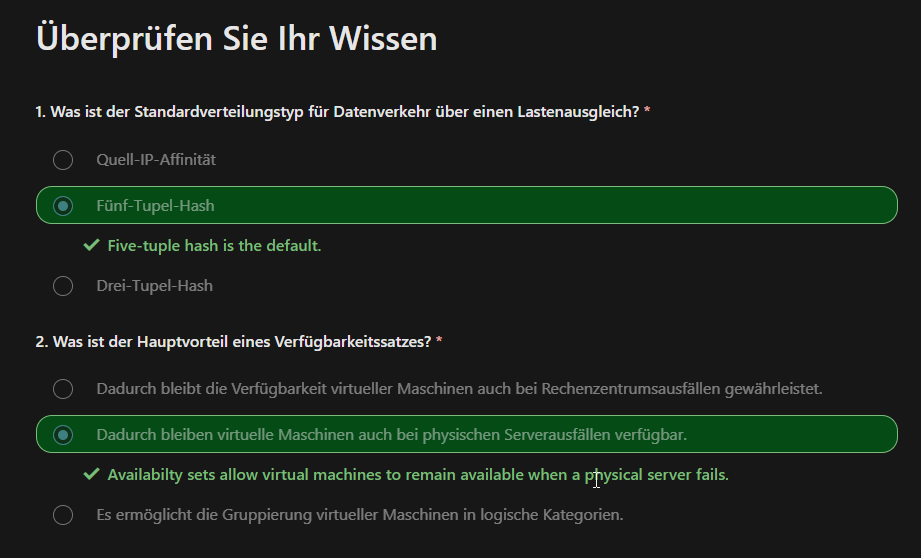 Überprüfen Sie Ihr Wissen
1. Was ist der Standardverteilungstyp für Datenverkehr über einen Lastenausgleich? *
Quell-IP-Affinität
Fünf-Tupel-Hash
Five-tuple hash is the default.
Drei-Tupel-Hash
2. Was ist der Hauptvorteil eines Verfügbarkeitssatzes? *
Dadurch bleibt die Verfügbarkeit virtueller Maschinen auch bei Rechenzentrumsausfällen gewährleistet.
Dadurch bleiben virtuelle Maschinen auch bei physischen Serverausfällen verfügbar.
Availabilty sets allow virtual machines to remain available when a physical server fails.
Es ermöglicht die Gruppierung virtueller Maschinen in logische Kategorien.